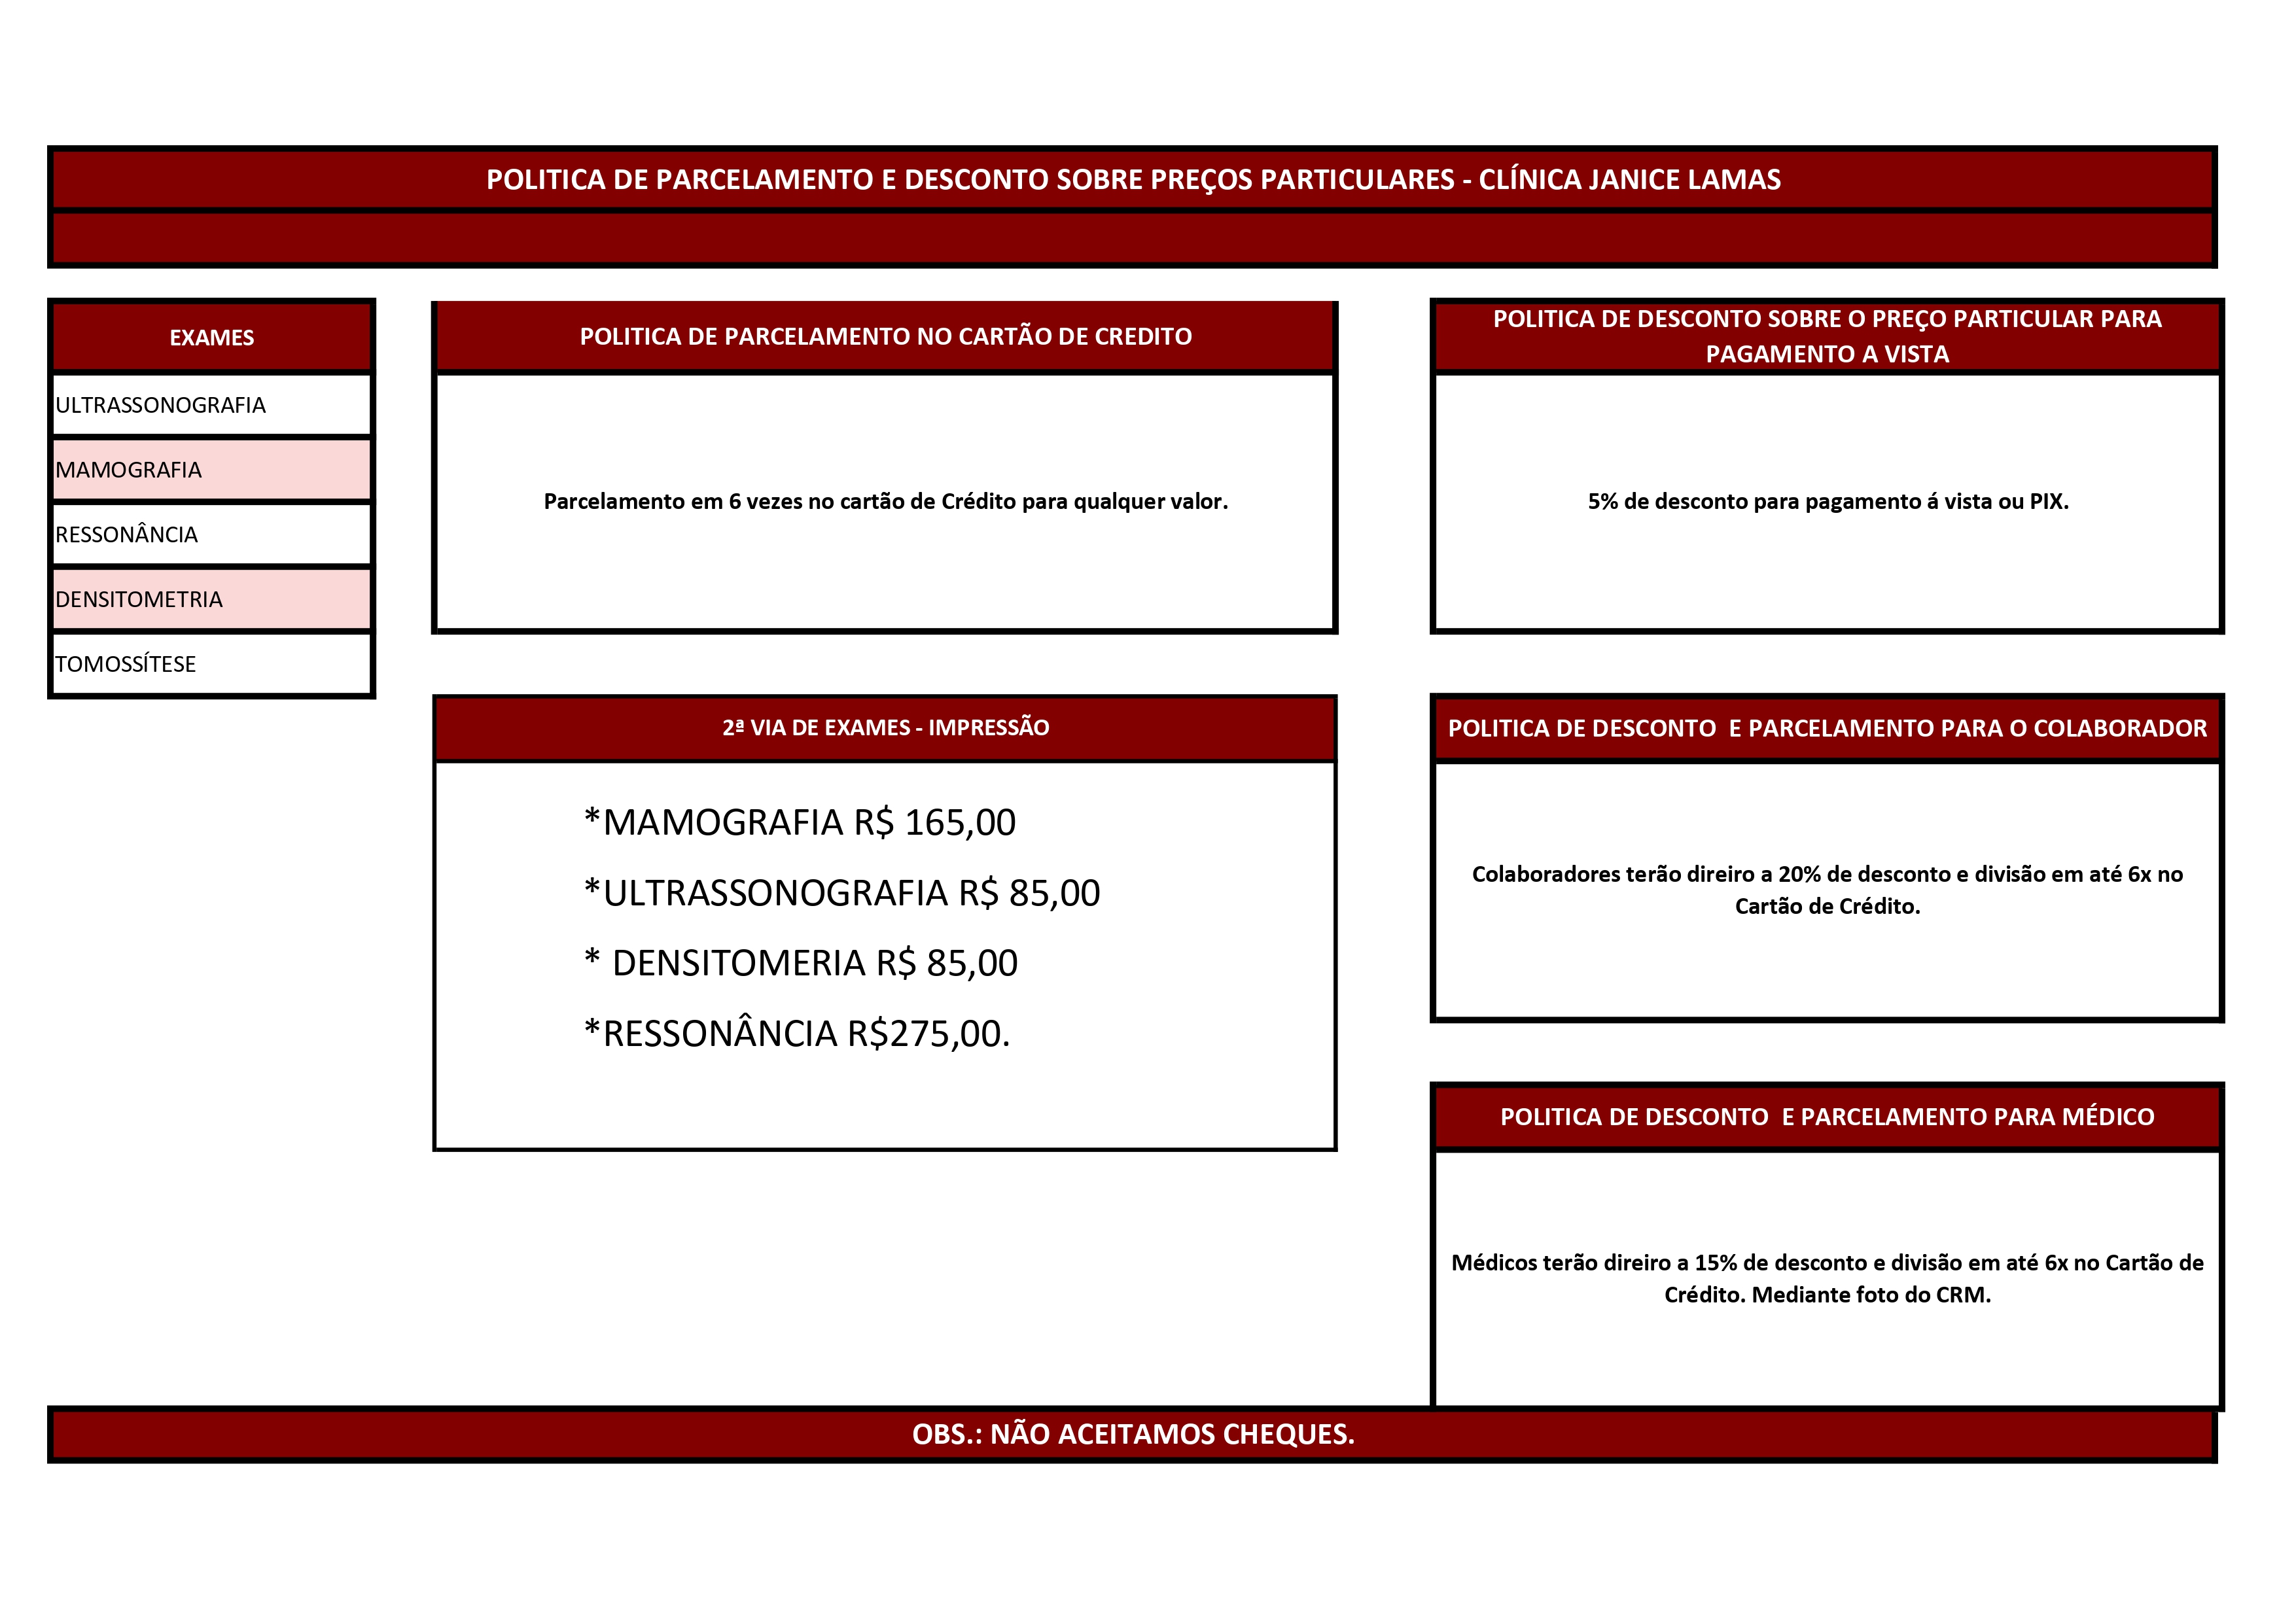 POLITICA DE PARCELAMENTO E DESCONTO SOBRE PREÇOS PARTICULARES - CLÍNICA JANICE LAMAS
EXAMES
ULTRASSONOGRAFIA
MAMOGRAFIA
RESSONÂNCIA
DENSITOMETRIA
TOMOSSÍTESE
POLITICA DE PARCELAMENTO NO CARTÃO DE CREDITO
Parcelamento em 6 vezes no cartão de Crédito para qualquer valor.
POLITICA DE DESCONTO SOBRE O PREÇO PARTICULAR PARA
PAGAMENTO A VISTA
5% de desconto para pagamento á vista ou PIX.
2ª VIA DE EXAMES - IMPRESSÃO
*MAMOGRAFIA R$ 165,00
*ULTRASSONOGRAFIA R$ 85,00
* DENSITOMERIA R$ 85,00
*RESSONÂNCIA R$275,00.
POLITICA DE DESCONTO  E PARCELAMENTO PARA O COLABORADOR
Colaboradores terão direiro a 20% de desconto e divisão em até 6x no
Cartão de Crédito.
POLITICA DE DESCONTO  E PARCELAMENTO PARA MÉDICO
Médicos terão direiro a 15% de desconto e divisão em até 6x no Cartão de
Crédito. Mediante foto do CRM.
OBS.: NÃO ACEITAMOS CHEQUES.